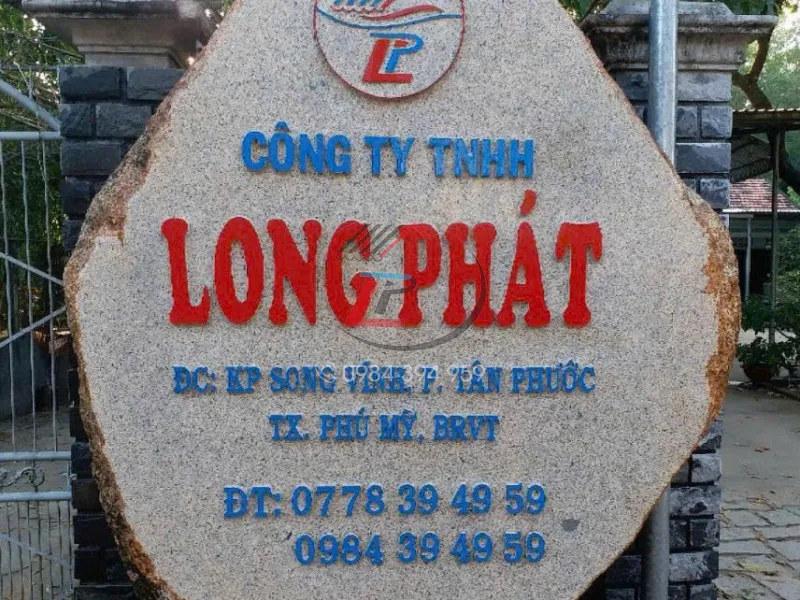 LP
CÔNG TY TNHH
LONG PHÁT
ĐC: KP SONG VĨNH, P. TÂN PHƯỚC
TX. PHÚ MỸ, BRVT
ĐT: 0778 39 49 59
0984 39 49 59